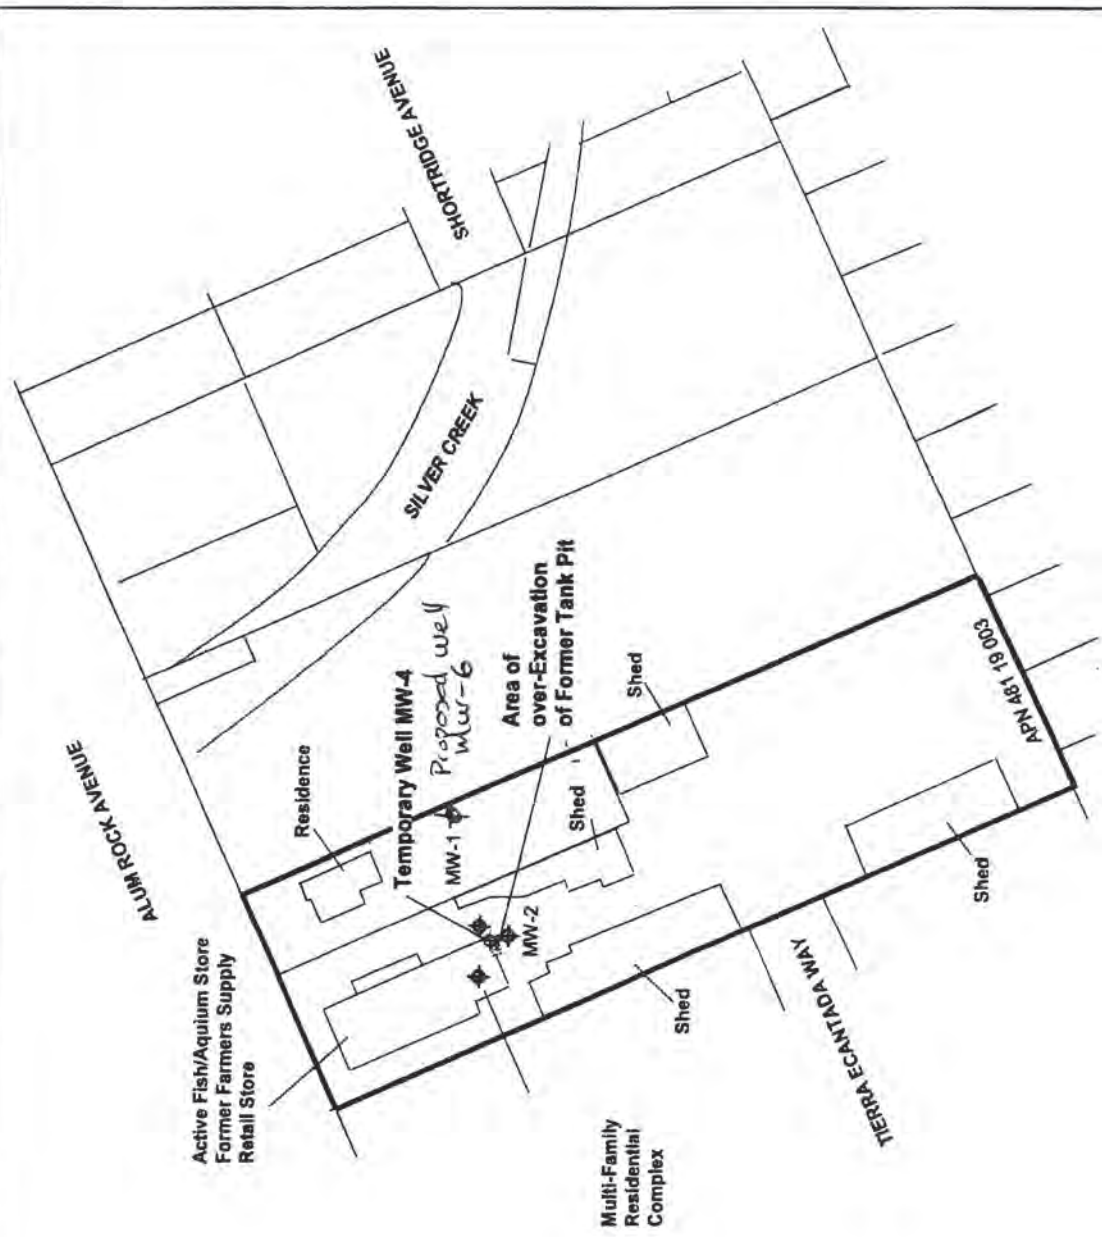 SHORTRIDGE AVENUE
SILVER CREEK
ALUM ROCK AVENUE
Residence
Temporary Well MW-4
Proposed well
MW-6
MW-1
Area of
over-Excavation
of Former Tank Pit
Shed
Shed
MW-2
Active Fish/Aquium Store
Former Farmers Supply
Retail Store
Shed
Shed
APN 481 19 003
TIERRA ECANTADA WAY
Multi-Family
Residential
Complex